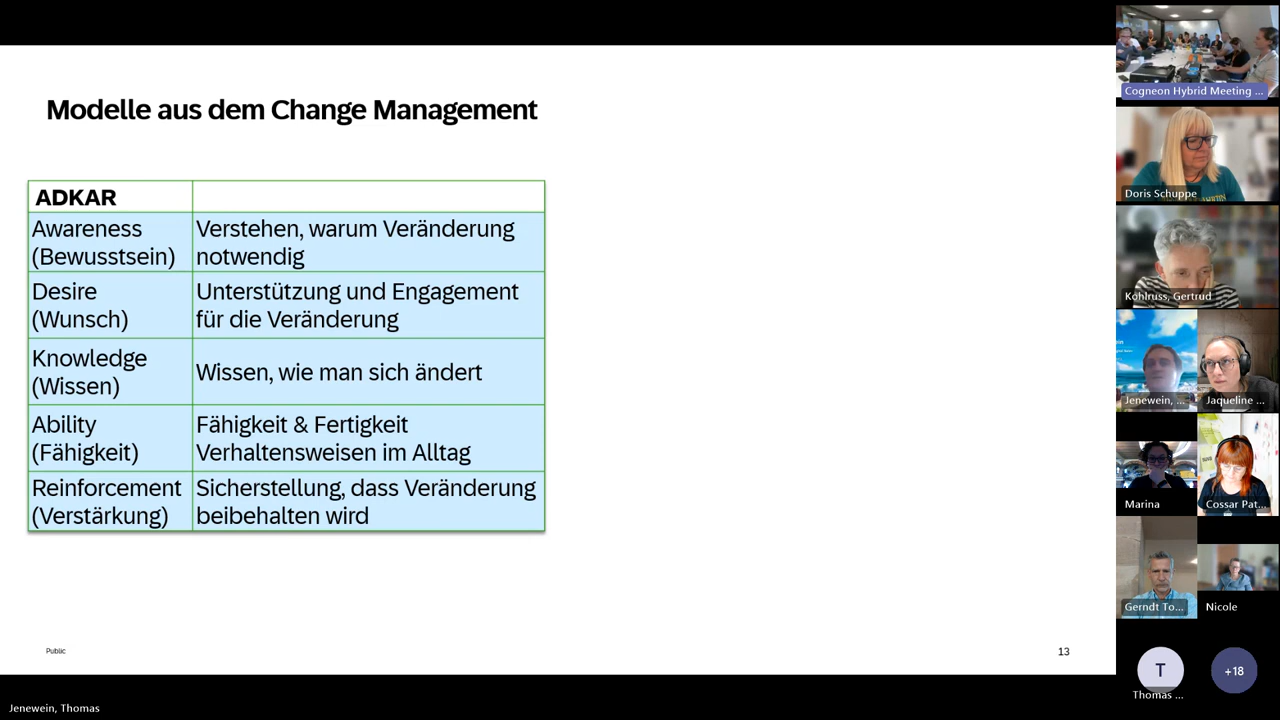 Modelle aus dem Change Management
ADKAR
Awareness
(Bewusstsein)
Verstehen, warum Veränderung
notwendig
Desire
(Wunsch)
Unterstützung und Engagement
für die Veränderung
Knowledge
(Wissen)
Wissen, wie man sich ändert
Ability
(Fähigkeit)
Fähigkeit & Fertigkeit
Verhaltensweisen im Alltag
Reinforcement
(Verstärkung)
Sicherstellung, dass Veränderung
beibehalten wird
Public
13
Jenewein, Thomas
Cogneon Hybrid Meeting ...
Doris Schuppe
Kohlruss, Gertrud
Jenewein, ...
Jaqueline ...
Marina
Cossar Pat...
Gerndt To...
Nicole
T
Thomas ...
+18